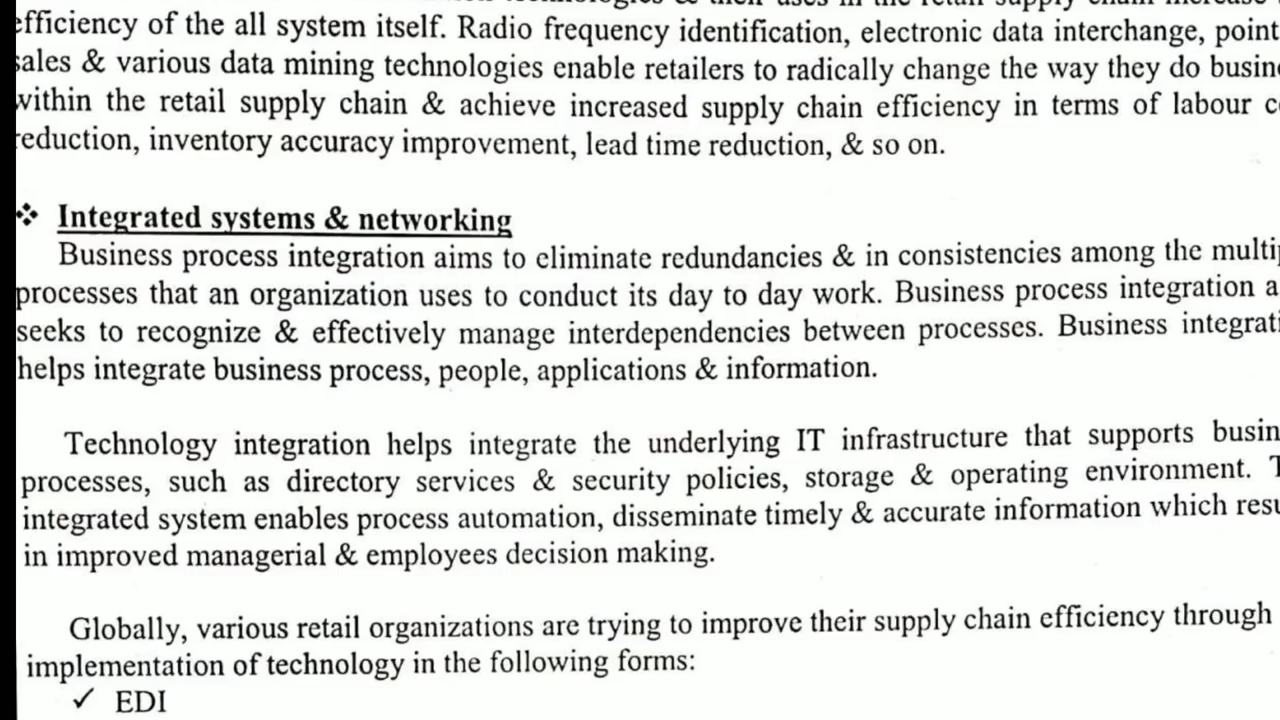 efficiency of the all system itself. Radio frequency identification, electronic data interchange, point
sales & various data mining technologies enable retailers to radically change the way they do
within the retail supply chain & achieve increased supply chain efficiency in terms of labour
reduction, inventory accuracy improvement, lead time reduction, & so on.
❖ Integrated systems & networking
Business process integration aims to eliminate redundancies & in consistencies among the
processes that an organization uses to conduct its day to day work. Business process integration
seeks to recognize & effectively manage interdependencies between processes. Business
helps integrate business process, people, applications & information.
Technology integration helps integrate the underlying IT infrastructure that supports
processes, such as directory services & security policies, storage & operating environment.
integrated system enables process automation, disseminate timely & accurate information which
in improved managerial & employees decision making.
Globally, various retail organizations are trying to improve their supply chain efficiency through
implementation of technology in the following forms:
✓ EDI